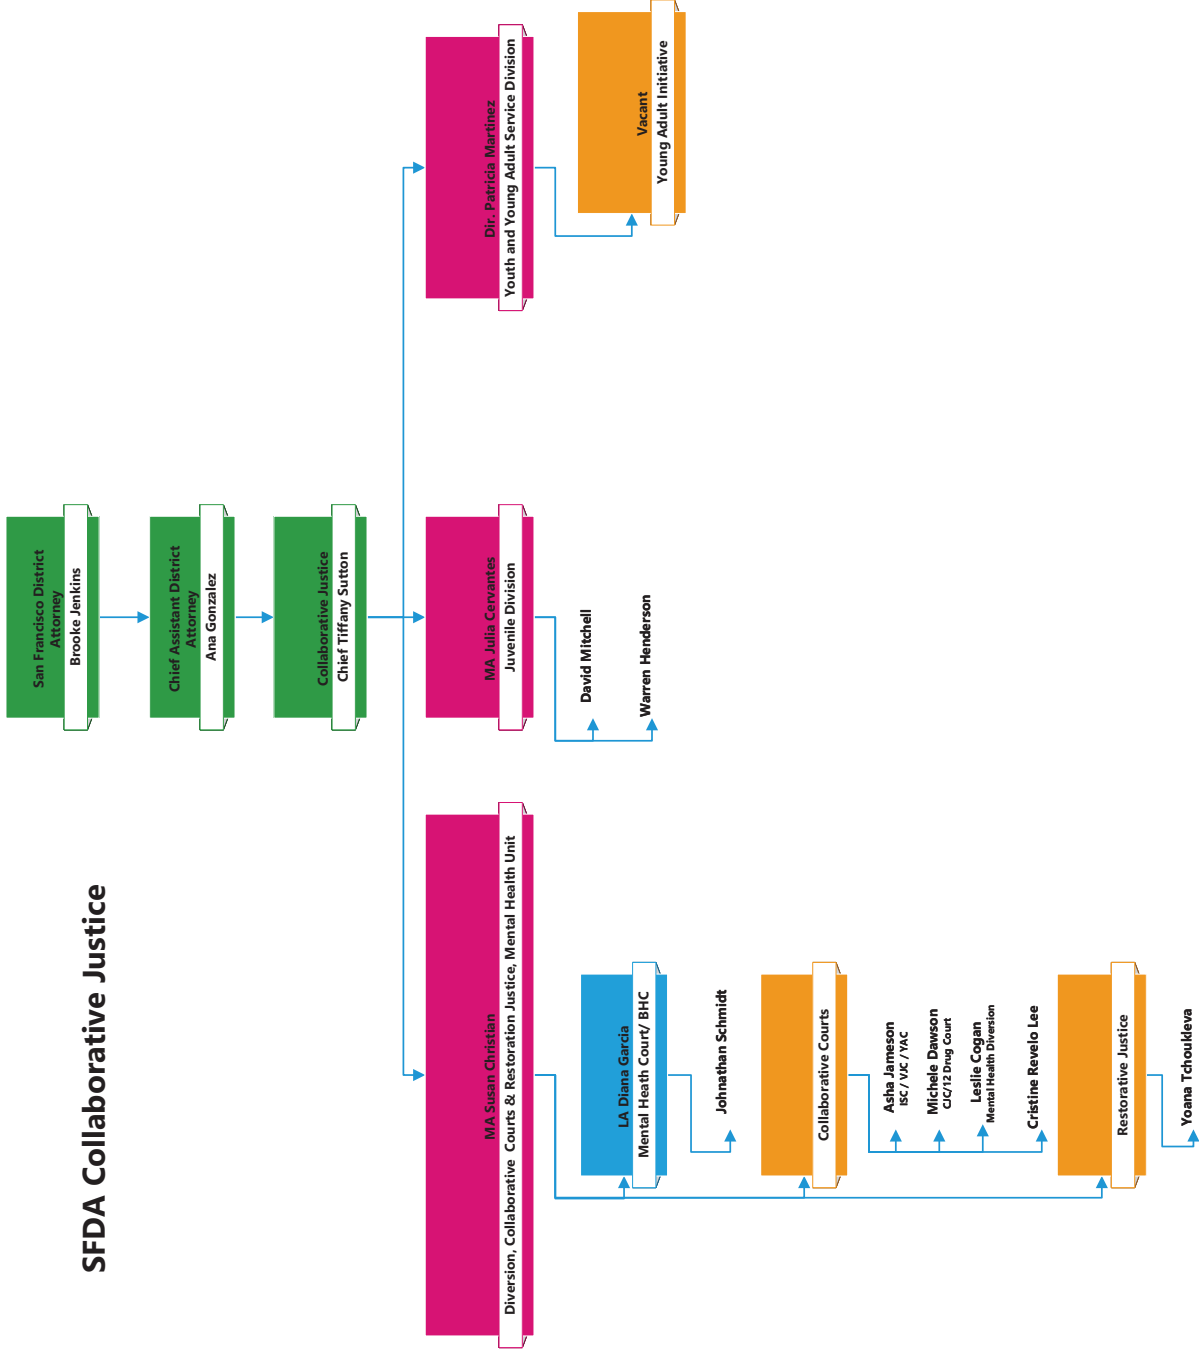 SFDA Collaborative Justice
San Francisco District
Attorney
Brooke Jenkins
Chief Assistant District
Attorney
Ana Gonzalez
Collaborative Justice
Chief Tiffany Sutton
MA Susan Christian
Diversion, Collaborative Courts & Restoration Justice, Mental Health Unit
LA Diana Garcia
Mental Heath Court/ BHC
Johnathan Schmidt
Collaborative Courts
Asha Jameson
ISC / VJC / YAC
Michele Dawson
CJC/12 Drug Court
Leslie Cogan
Mental Health Diversion
Cristine Revelo Lee
Restorative Justice
Yoana Tchoukleva
MA Julia Cervantes
Juvenile Division
David Mitchell
Warren Henderson
Dir. Patricia Martinez
Youth and Young Adult Service Division
Vacant
Young Adult Initiative